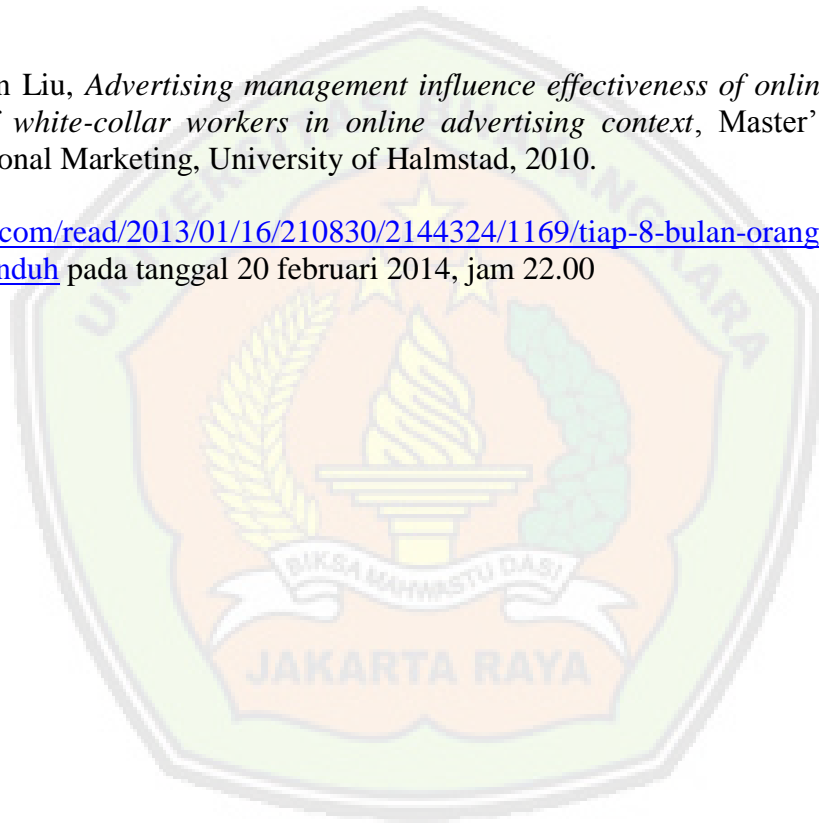 n Liu, Advertising management influence effectiveness of onlin
f white-collar workers in online advertising context, Master’
onal Marketing, University of Halmstad, 2010.
.com/read/2013/01/16/210830/2144324/1169/tiap-8-bulan-orang
nduh pada tanggal 20 februari 2014, jam 22.00
UNIVERSITAS BHAYANGKARA
BIKSA MAHWASTU DASI
JAKARTA RAYA